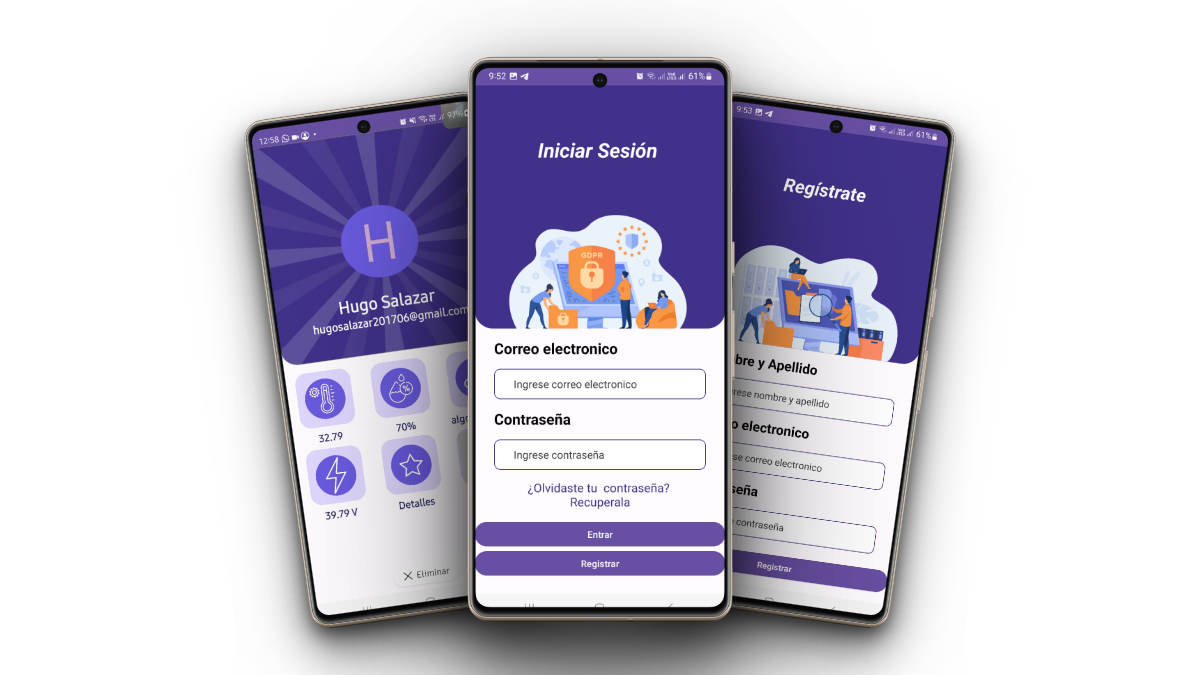 12:58
97%
H
Hugo Salazar
hugosalazar201706@gmail.com
32.79
70%
algo
39.79 V
Detalles
Eliminar
9:52
61%
Iniciar Sesión
GDPR
Correo electronico
Ingrese correo electronico
Contraseña
Ingrese contraseña
¿Olvidaste tu contraseña?
Recuperala
Entrar
Registrar
9:53
61%
Regístrate
bre y Apellido
rese nombre y apellido
o electronico
se correo electronico
seña
contraseña
Registrar